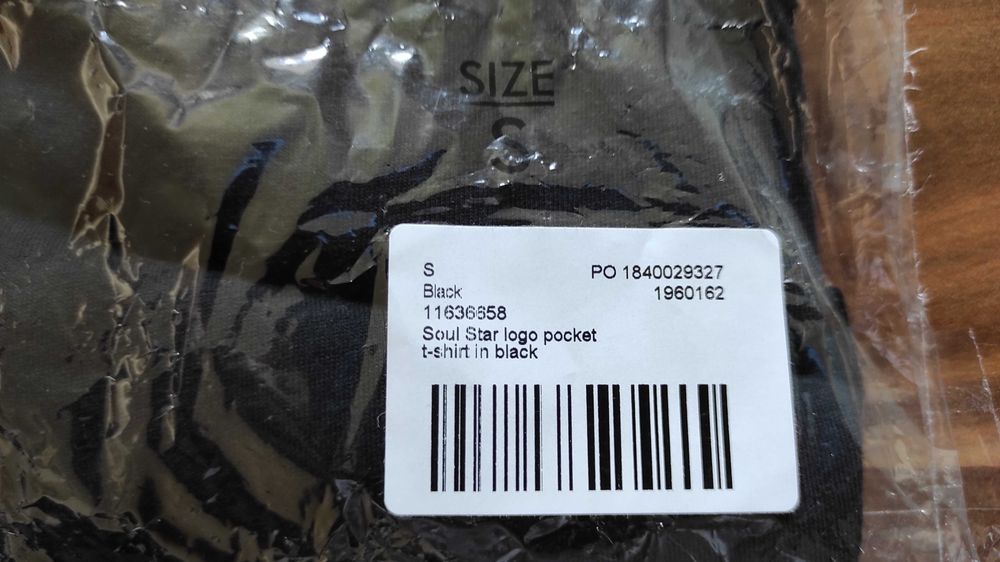 SIZE
S
S
Black
11636658
Soul Star logo pocket
t-shirt in black
PO 1840029327
1960162